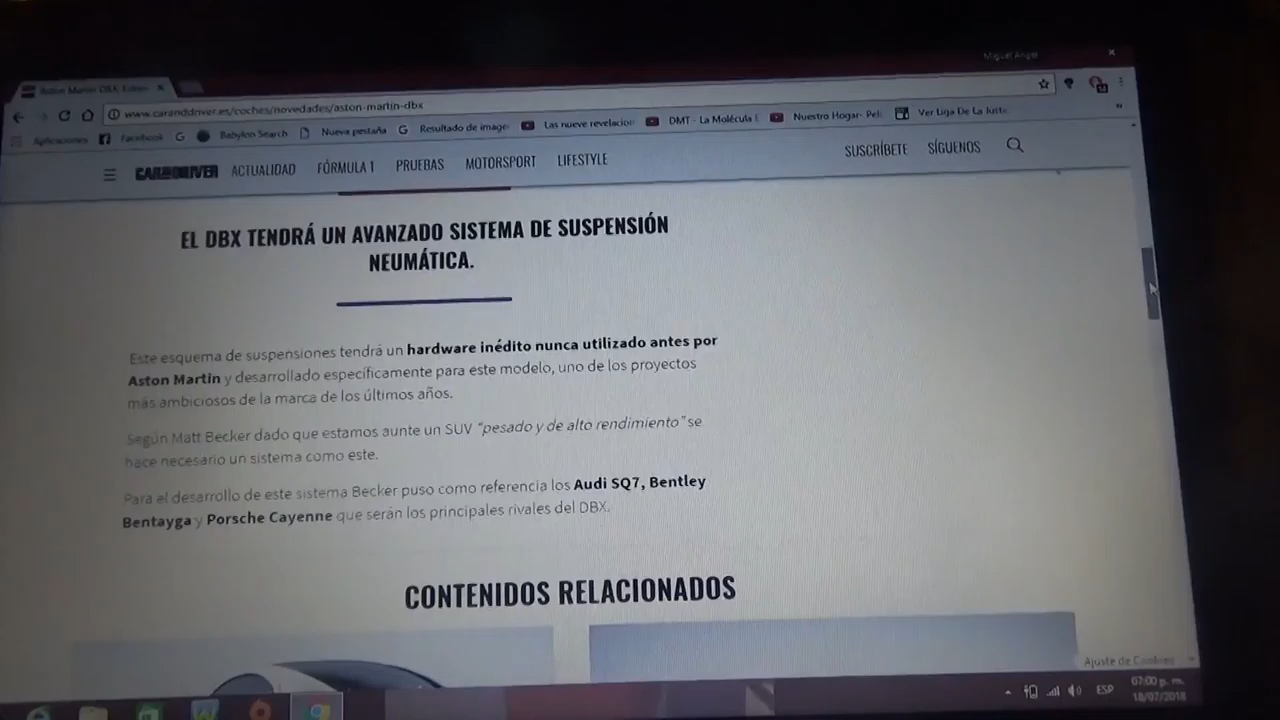 Miguel Angel
Aston Martin DBX:
www.caranddriver.es/coches/novedades/aston-martin-dbx
Aplicaciones Facebook Babylon Search Nueva pestaña Resultado de image Las nueve revelacion DMT - La Molécula Nuestro Hogar- Pel Ver Liga De La Juste
CAR AND DRIVER ACTUALIDAD FÓRMULA 1 PRUEBAS MOTORSPORT LIFESTYLE SUSCRÍBETE SÍGUENOS
EL DBX TENDRÁ UN AVANZADO SISTEMA DE SUSPENSIÓN
NEUMÁTICA.
Este esquema de suspensiones tendrá un hardware inédito nunca utilizado antes por
Aston Martin y desarrollado específicamente para este modelo, uno de los proyectos
más ambiciosos de la marca de los últimos años.
Según Matt Becker dado que estamos aunte un SUV “pesado y de alto rendimiento” se
hace necesario un sistema como este.
Para el desarrollo de este sistema Becker puso como referencia los Audi SQ7, Bentley
Bentayga y Porsche Cayenne que serán los principales rivales del DBX.
CONTENIDOS RELACIONADOS
Ajuste de Cookies
ESP 07:00 p. m.
18/07/2018